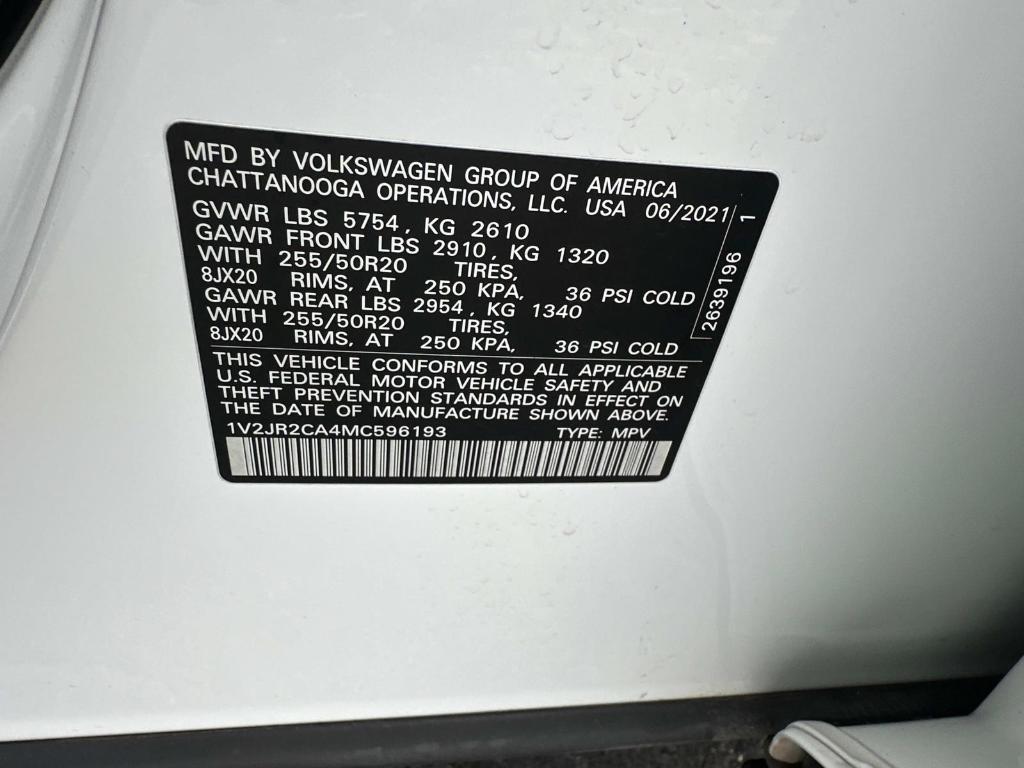 MFD BY VOLKSWAGEN GROUP OF AMERICA
CHATTANOOGA OPERATIONS, LLC. USA 06/2021
GVWR LBS 5754, KG 2610
GAWR FRONT LBS 2910, KG 1320
WITH 255/50R20 TIRES,
8JX20 RIMS, AT 250 KPA, 36 PSI COLD
GAWR REAR LBS 2954, KG 1340
WITH 255/50R20 TIRES,
8JX20 RIMS, AT 250 KPA, 36 PSI COLD
2639196 1
THIS VEHICLE CONFORMS TO ALL APPLICABLE
U.S. FEDERAL MOTOR VEHICLE SAFETY AND
THEFT PREVENTION STANDARDS IN EFFECT ON
THE DATE OF MANUFACTURE SHOWN ABOVE.
1V2JR2CA4MC596193 TYPE: MPV